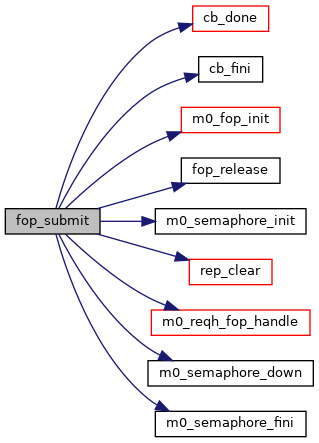 cb_done
cb_fini
m0_fop_init
fop_release
fop_submit
m0_semaphore_init
rep_clear
m0_reqh_fop_handle
m0_semaphore_down
m0_semaphore_fini